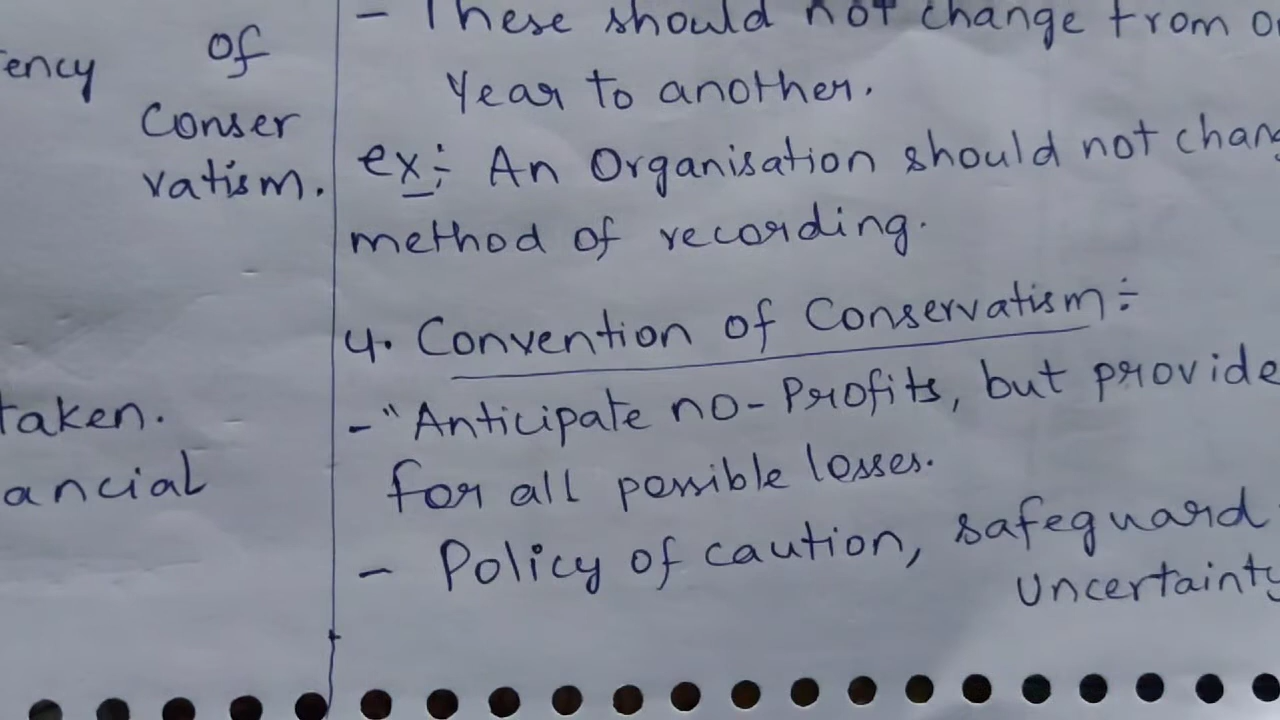 of
ency
Conser
vatism.
taken.
ancial
- These should not change from
Year to another.
ex:- An Organisation should not chang
method of recording.
4. Convention of Conservatism:-
- "Anticipate no-Profits, but provide
for all possible losses.
- Policy of caution, safeguard
Uncertainty